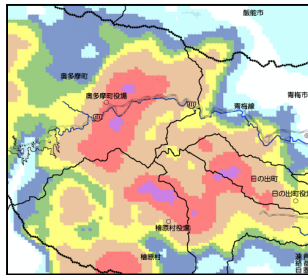 飯能市
奥多摩町
青梅市
奥多摩町役場
青梅線
日の出町
日の出町役場
檜原村役場
檜原村